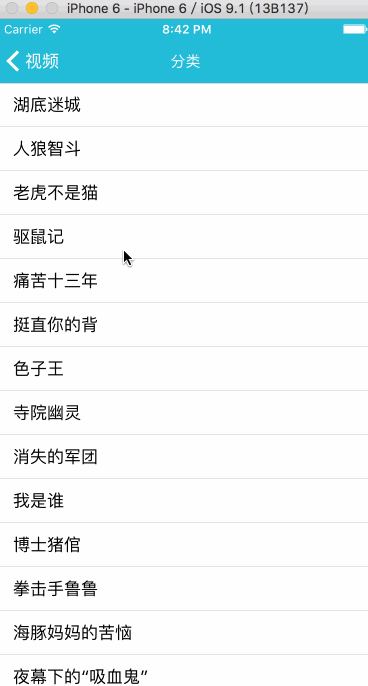 iPhone 6 - iPhone 6 / iOS 9.1 (13B137)
Carrier 8:42 PM
视频 分类
湖底迷城
人狼智斗
老虎不是猫
驱鼠记
痛苦十三年
挺直你的背
色子王
寺院幽灵
消失的军团
我是谁
博士猪倌
拳击手鲁鲁
海豚妈妈的苦恼
夜幕下的“吸血鬼”